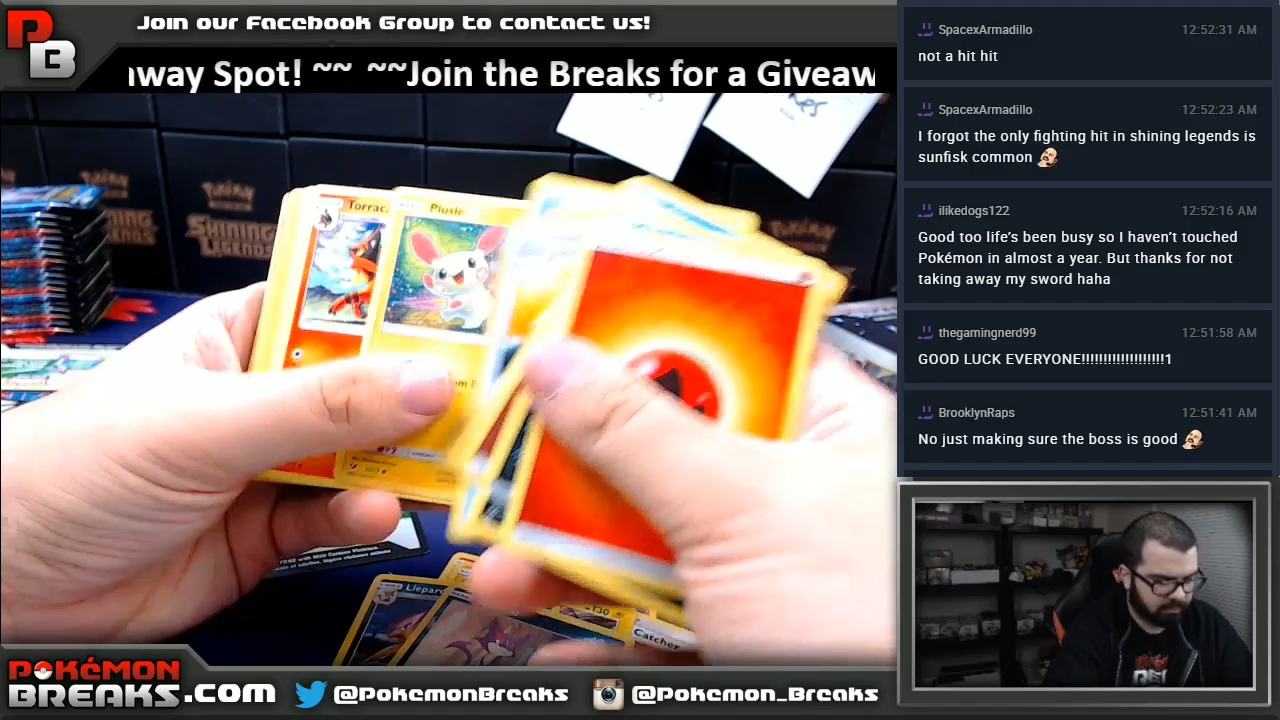 Join our Facebook Group to contact us!
PB
away Spot! ~~ ~~Join the Breaks for a Giveaw
SpacexArmadillo 12:52:31 AM
not a hit hit
SpacexArmadillo 12:52:23 AM
I forgot the only fighting hit in shining legends is
sunfisk common
ilikedogs122 12:52:16 AM
Good too life's been busy so I haven't touched
Pokémon in almost a year. But thanks for not
taking away my sword haha
thegamingnerd99 12:51:58 AM
GOOD LUCK EVERYONE!!!!!!!!!!!!!!!!!!1
BrooklynRaps 12:51:41 AM
No just making sure the boss is good
POKéMON
SHINING
LEGENDS
Torrac
Plusle
Liepar
130
Catcher
POKéMON
BREAKS.com
@PokemonBreaks
@Pokemon_Breaks